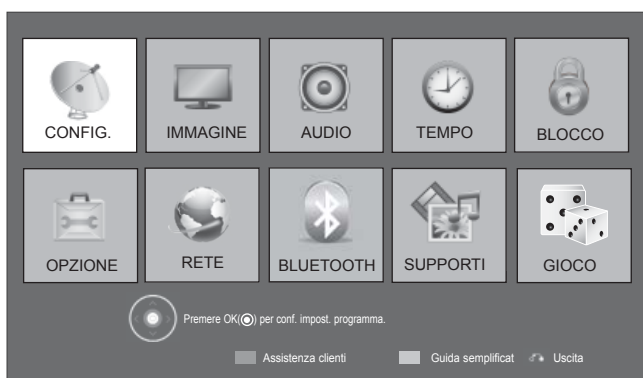 CONFIG. IMMAGINE AUDIO TEMPO BLOCCO
OPZIONE RETE BLUETOOTH SUPPORTI GIOCO
Premere OK(◉) per conf. impost. programma.
Assistenza clienti Guida semplificat Uscita